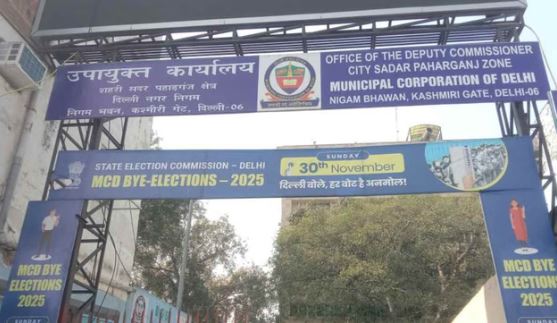 उपायुक्त कार्यालय
शहरी सदर पहाड़गंज क्षेत्र
दिल्ली नगर निगम
निगम भवन, कश्मीरी गेट, दिल्ली-06
OFFICE OF THE DEPUTY COMMISSIONER
CITY SADAR PAHARGANJ ZONE
MUNICIPAL CORPORATION OF DELHI
NIGAM BHAWAN, KASHMIRI GATE, DELHI-06
STATE ELECTION COMMISSION – DELHI
MCD BYE-ELECTIONS – 2025
SUNDAY
30th November
दिल्ली बोले, हर वोट है अनमोल!
MCD BYE
ELECTIONS
2025
MCD BYE
ELECTIONS
2025